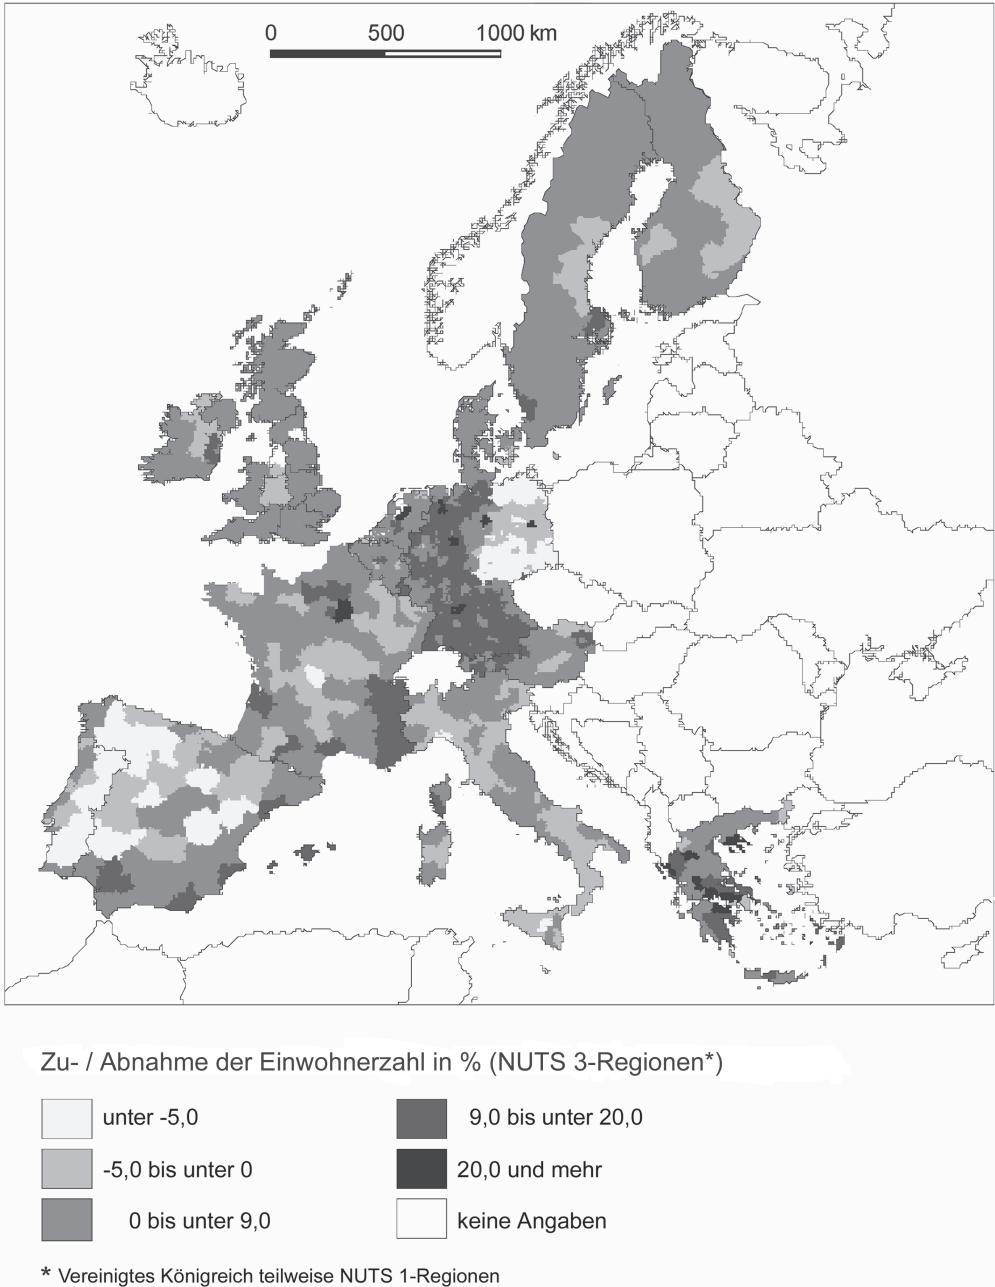 0 500 1000 km
Zu- / Abnahme der Einwohnerzahl in % (NUTS 3-Regionen*)
unter -5,0
-5,0 bis unter 0
0 bis unter 9,0
9,0 bis unter 20,0
20,0 und mehr
keine Angaben
* Vereinigtes Königreich teilweise NUTS 1-Regionen